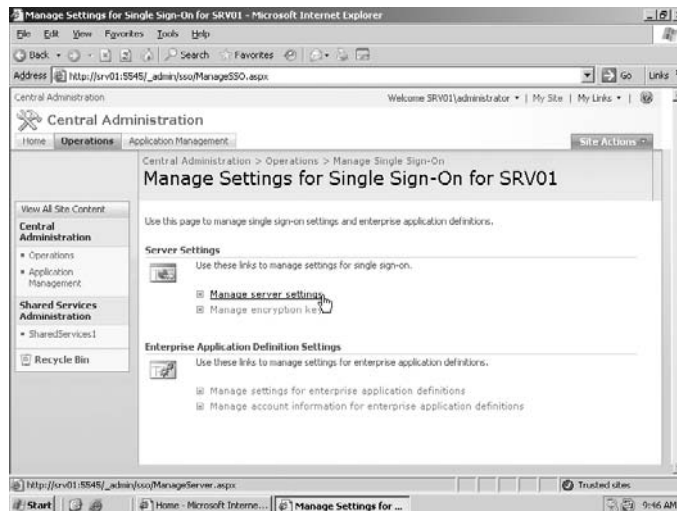 Manage Settings for Single Sign-On for SRV01 - Microsoft Internet Explorer
File Edit View Favorites Tools Help
Back Search Favorites
Address http://srv01:5545/_admin/sso/ManageSSO.aspx Go Links
Central Administration Welcome SRV01\administrator | My Site | My Links |
Central Administration
Home Operations Application Management Site Actions
Central Administration > Operations > Manage Single Sign-On
Manage Settings for Single Sign-On for SRV01
View All Site Content
Central Administration
Operations
Application Management
Shared Services Administration
SharedServices1
Recycle Bin
Use this page to manage single sign-on settings and enterprise application definitions.
Server Settings
Use these links to manage settings for single sign-on.
Manage server settings
Manage encryption key
Enterprise Application Definition Settings
Use these links to manage settings for enterprise application definitions.
Manage settings for enterprise application definitions
Manage account information for enterprise application definitions
http://srv01:5545/_admin/sso/ManageServer.aspx Trusted sites
Start Home - Microsoft Interne... Manage Settings for ... 9:46 AM